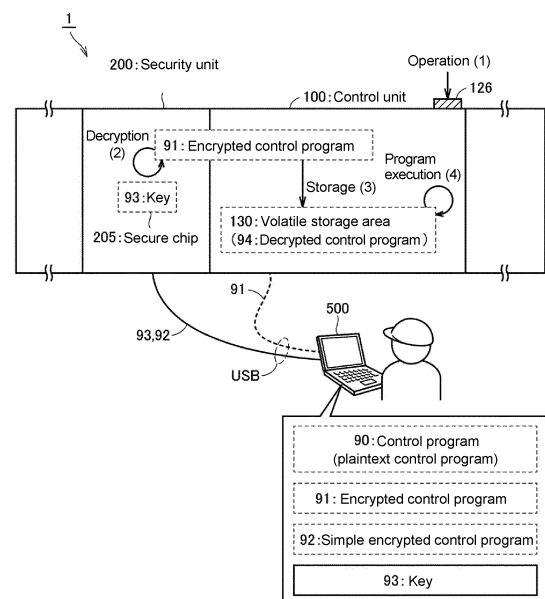 1
Operation (1)
200:Security unit
126
100:Control unit
Decryption
(2)
91:Encrypted control program
Program
execution (4)
Storage (3)
93:Key
130:Volatile storage area
(94:Decrypted control program)
205:Secure chip
91
500
93,92
USB
90:Control program
(plaintext control program)
91:Encrypted control program
92:Simple encrypted control program
93:Key